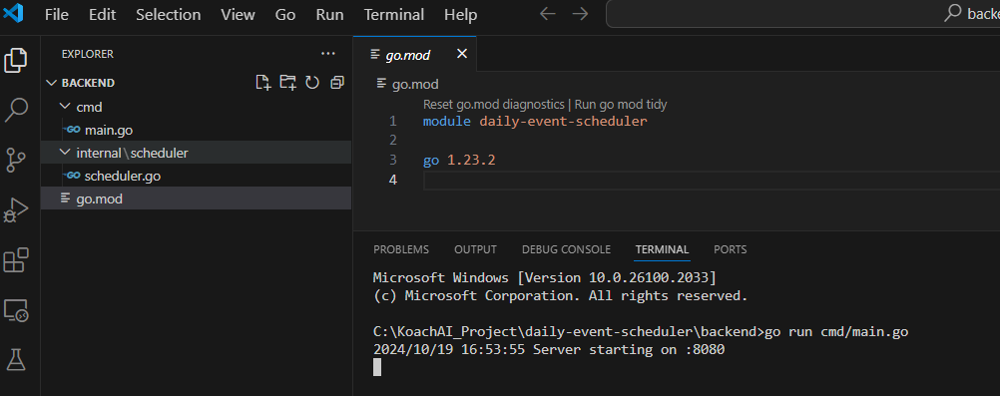 File Edit Selection View Go Run Terminal Help
EXPLORER
BACKEND
cmd
main.go
internal\scheduler
scheduler.go
go.mod
go.mod
go.mod
Reset go.mod diagnostics | Run go mod tidy
1 module daily-event-scheduler
2
3 go 1.23.2
4
PROBLEMS OUTPUT DEBUG CONSOLE TERMINAL PORTS
Microsoft Windows [Version 10.0.26100.2033]
(c) Microsoft Corporation. All rights reserved.
C:\KoachAI_Project\daily-event-scheduler\backend>go run cmd/main.go
2024/10/19 16:53:55 Server starting on :8080